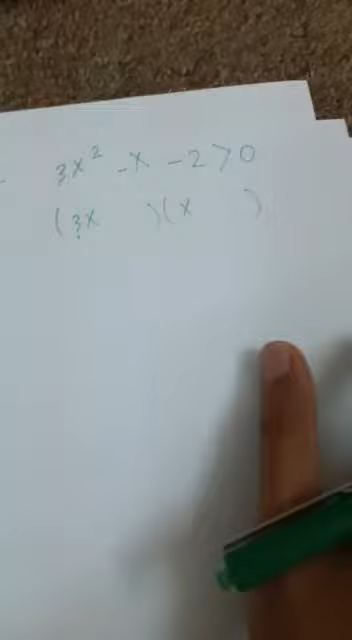 3x² - x - 2 > 0
(3x )(x )